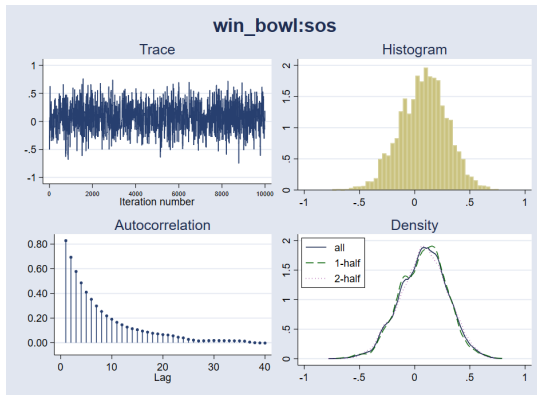 win_bowl:sos
Trace
1
.5
0
-.5
-1
0 2000 4000 6000 8000 10000
Iteration number
Histogram
2
1.5
1
.5
0
-1 -.5 0 .5 1
Autocorrelation
0.80
0.60
0.40
0.20
0.00
0 10 20 30 40
Lag
Density
2
1.5
1
.5
0
all
1-half
2-half
-1 -.5 0 .5 1